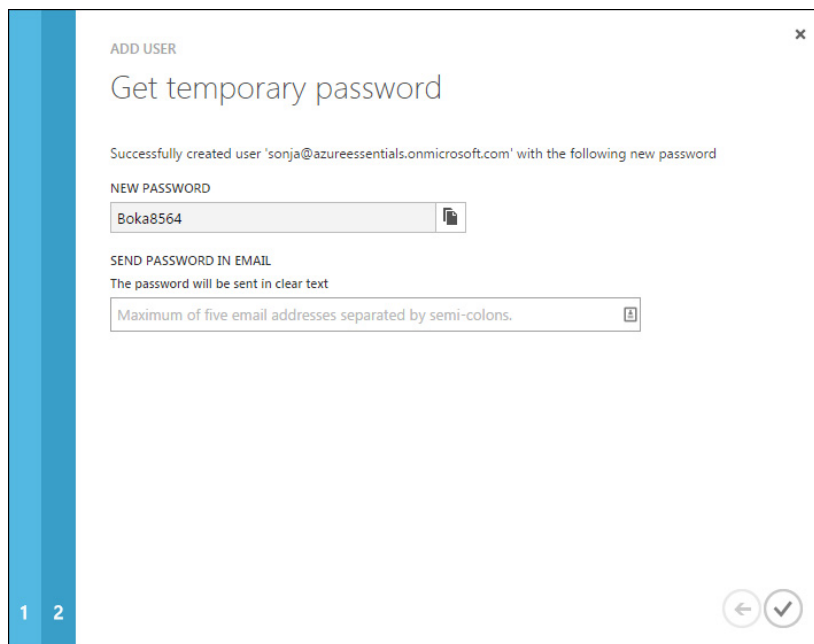 ADD USER
Get temporary password
Successfully created user 'sonja@azureessentials.onmicrosoft.com' with the following new password
NEW PASSWORD
Boka8564
SEND PASSWORD IN EMAIL
The password will be sent in clear text
Maximum of five email addresses separated by semi-colons.
1 2